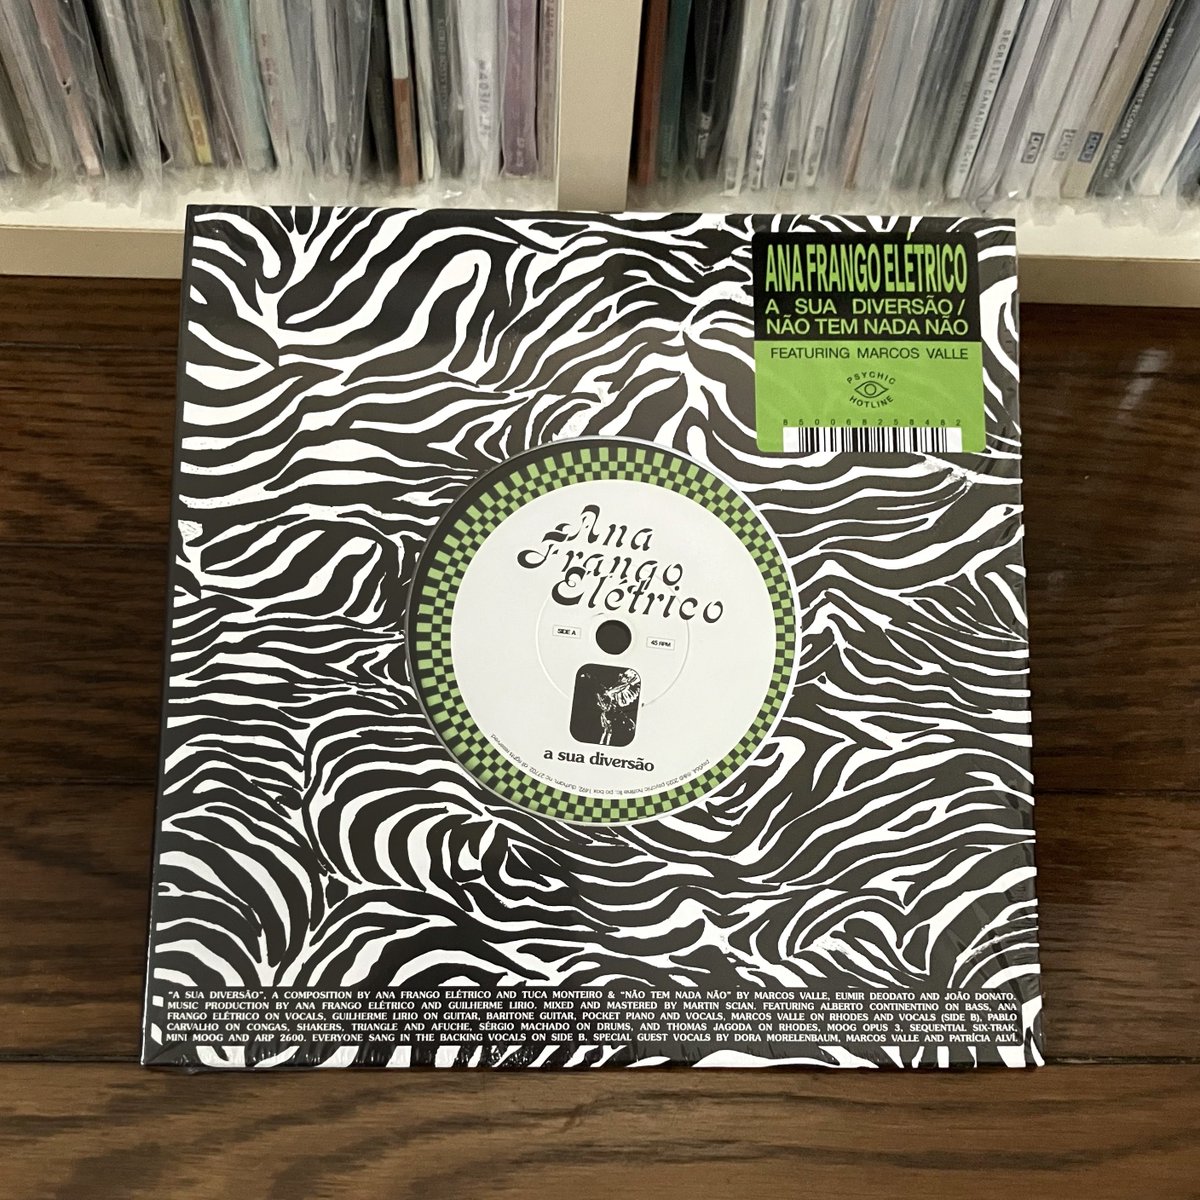 SECRETLY CANADIAN
ANA FRANGO ELÉTRICO
A SUA DIVERSÃO /
NÃO TEM NADA NÃO
FEATURING MARCOS VALLE
PSYCHIC
HOTLINE
850068258482
Ana
Frango
Elétrico
SIDE A
45 RPM
a sua diversão
"A SUA DIVERSÃO", A COMPOSITION BY ANA FRANGO ELÉTRICO AND TUCA MONTEIRO & "NÃO TEM NADA NÃO" BY MARCOS VALLE, EUMIR DEODATO AND JOÃO DONATO.
MUSIC PRODUCTION BY ANA FRANGO ELÉTRICO AND GUILHERME LIRIO. MIXED AND MASTERED BY MARTIN SCIAN. FEATURING ALBERTO CONTINENTINO ON BASS, ANA
FRANGO ELÉTRICO ON VOCALS, GUILHERME LIRIO ON GUITAR, BARITONE GUITAR, POCKET PIANO AND VOCALS, MARCOS VALLE ON RHODES AND VOCALS (SIDE B), PABLO
CARVALHO ON CONGAS, SHAKERS, TRIANGLE AND AFUCHE, SÉRGIO MACHADO ON DRUMS, AND THOMAS JAGODA ON RHODES, MOOG OPUS 3, SEQUENTIAL SIX-TRAK,
MINI MOOG AND ARP 2600. EVERYONE SANG IN THE BACKING VOCALS ON SIDE B. SPECIAL GUEST VOCALS BY DORA MORELENBAUM, MARCOS VALLE AND PATRÍCIA ALVÍ.